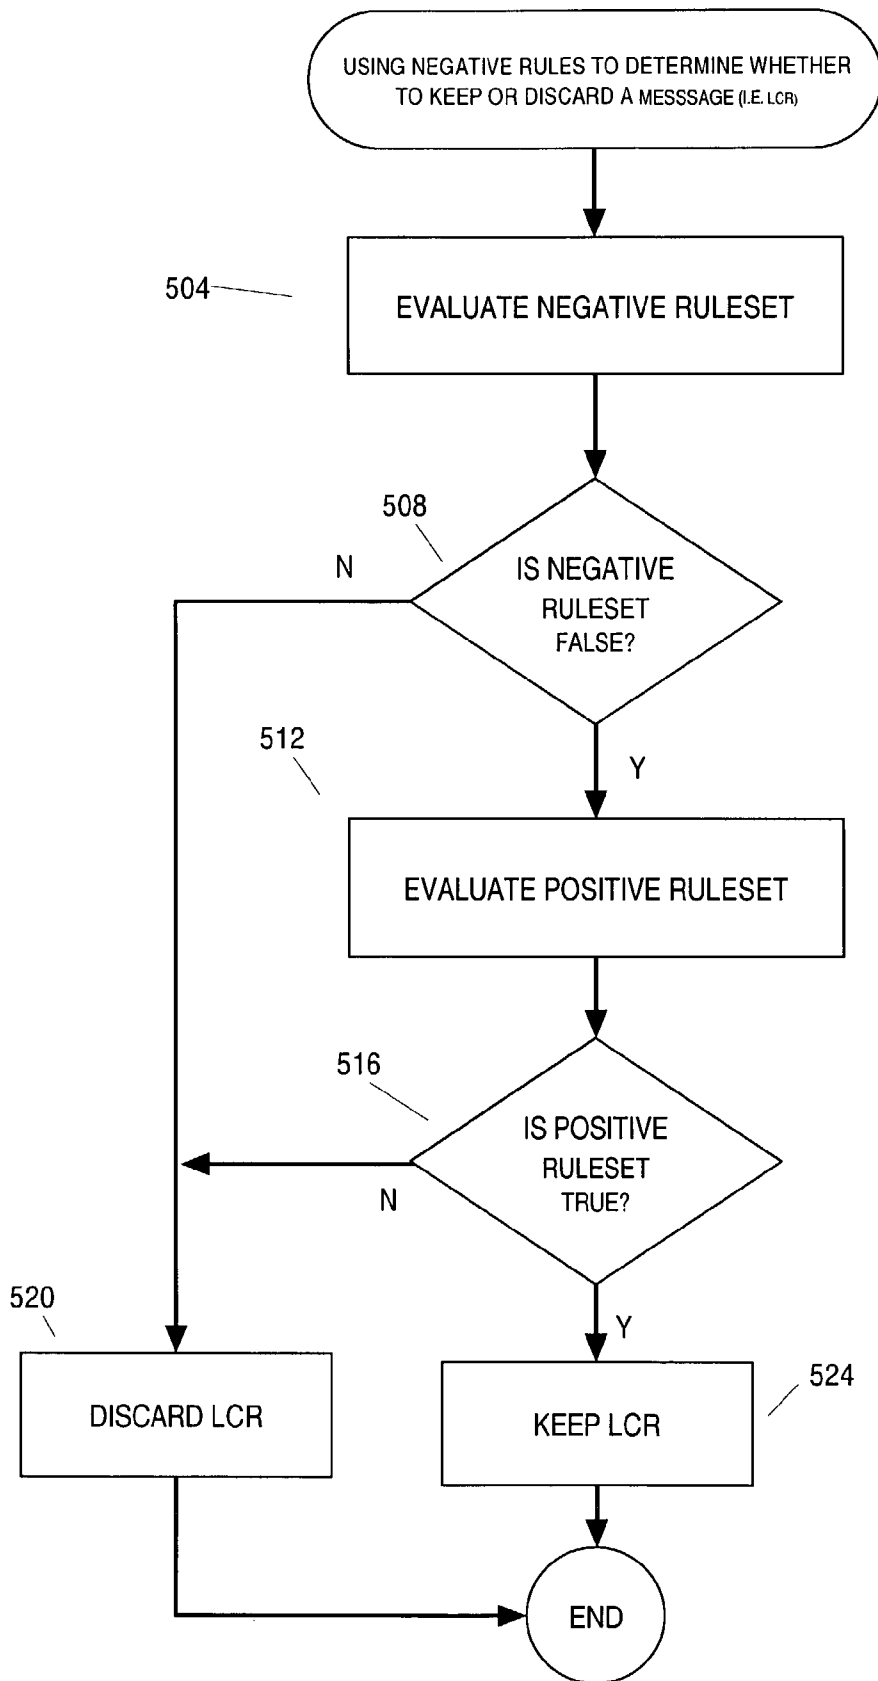 USING NEGATIVE RULES TO DETERMINE WHETHER
TO KEEP OR DISCARD A MESSSAGE (I.E. LCR)
504
EVALUATE NEGATIVE RULESET
508
N
IS NEGATIVE
RULESET
FALSE?
512
Y
EVALUATE POSITIVE RULESET
516
IS POSITIVE
RULESET
TRUE?
N
520
Y
524
DISCARD LCR
KEEP LCR
END